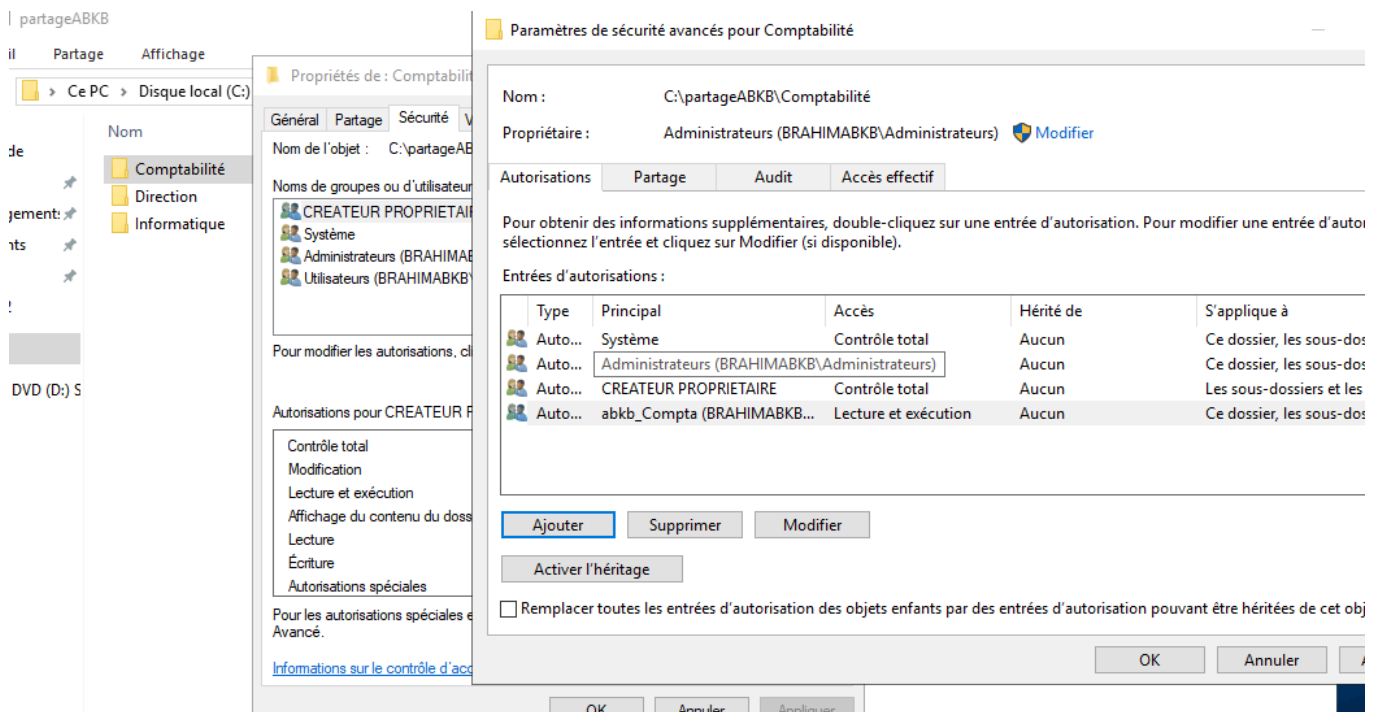 partageABKB
Partage
Affichage
Ce PC > Disque local (C:)
Nom
Comptabilité
Direction
Informatique
DVD (D:) S
Propriétés de : Comptabilit
Général
Partage
Sécurité
Nom de l'objet :
C:\partageAB
Noms de groupes ou d'utilisateur
CREATEUR PROPRIETAI
Système
Administrateurs (BRAHIMAB
Utilisateurs (BRAHIMABKB
Pour modifier les autorisations, cli
Autorisations pour CREATEUR
Contrôle total
Modification
Lecture et exécution
Affichage du contenu du doss
Lecture
Écriture
Autorisations spéciales
Pour les autorisations spéciales e
Avancé.
Informations sur le contrôle d'acc
OK
Annuler
Appliquer
Paramètres de sécurité avancés pour Comptabilité
Nom :
C:\partageABKB\Comptabilité
Propriétaire :
Administrateurs (BRAHIMABKB\Administrateurs)
Modifier
Autorisations
Partage
Audit
Accès effectif
Pour obtenir des informations supplémentaires, double-cliquez sur une entrée d'autorisation. Pour modifier une entrée d'autor
sélectionnez l'entrée et cliquez sur Modifier (si disponible).
Entrées d'autorisations :
Type Principal Accès Hérité de S'applique à
Auto... Système Contrôle total Aucun Ce dossier, les sous-dos
Auto... Administrateurs (BRAHIMABKB\Administrateurs) Aucun Ce dossier, les sous-dos
Auto... CREATEUR PROPRIETAIRE Contrôle total Aucun Les sous-dossiers et les
Auto... abkb_Compta (BRAHIMABKB... Lecture et exécution Aucun Ce dossier, les sous-dos
Ajouter
Supprimer
Modifier
Activer l'héritage
Remplacer toutes les entrées d'autorisation des objets enfants par des entrées d'autorisation pouvant être héritées de cet obj
OK
Annuler